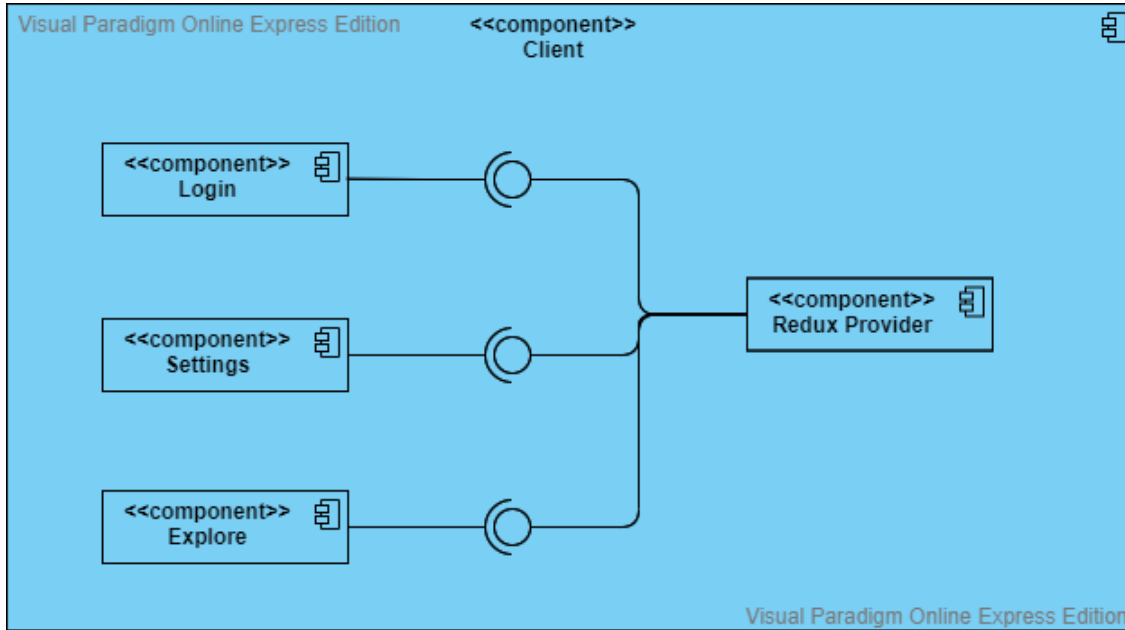 Visual Paradigm Online Express Edition
<<component>>
Client
<<component>>
Login
<<component>>
Settings
<<component>>
Redux Provider
<<component>>
Explore
Visual Paradigm Online Express Edition